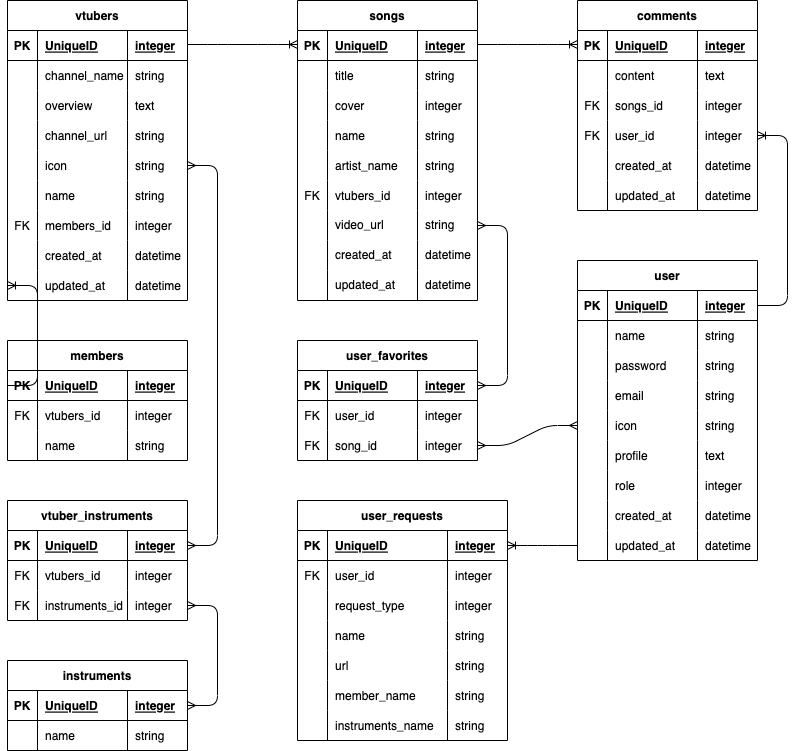 vtubers
PK UniqueID integer
channel_name string
overview text
channel_url string
icon string
name string
FK members_id integer
created_at datetime
updated_at datetime
members
PK UniqueID integer
FK vtubers_id integer
name string
vtuber_instruments
PK UniqueID integer
FK vtubers_id integer
FK instruments_id integer
instruments
PK UniqueID integer
name string
songs
PK UniqueID integer
title string
cover integer
name string
artist_name string
FK vtubers_id integer
video_url string
created_at datetime
updated_at datetime
user_favorites
PK UniqueID integer
FK user_id integer
FK song_id integer
user_requests
PK UniqueID integer
FK user_id integer
request_type integer
name string
url string
member_name string
instruments_name string
comments
PK UniqueID integer
content text
FK songs_id integer
FK user_id integer
created_at datetime
updated_at datetime
user
PK UniqueID integer
name string
password string
email string
icon string
profile text
role integer
created_at datetime
updated_at datetime